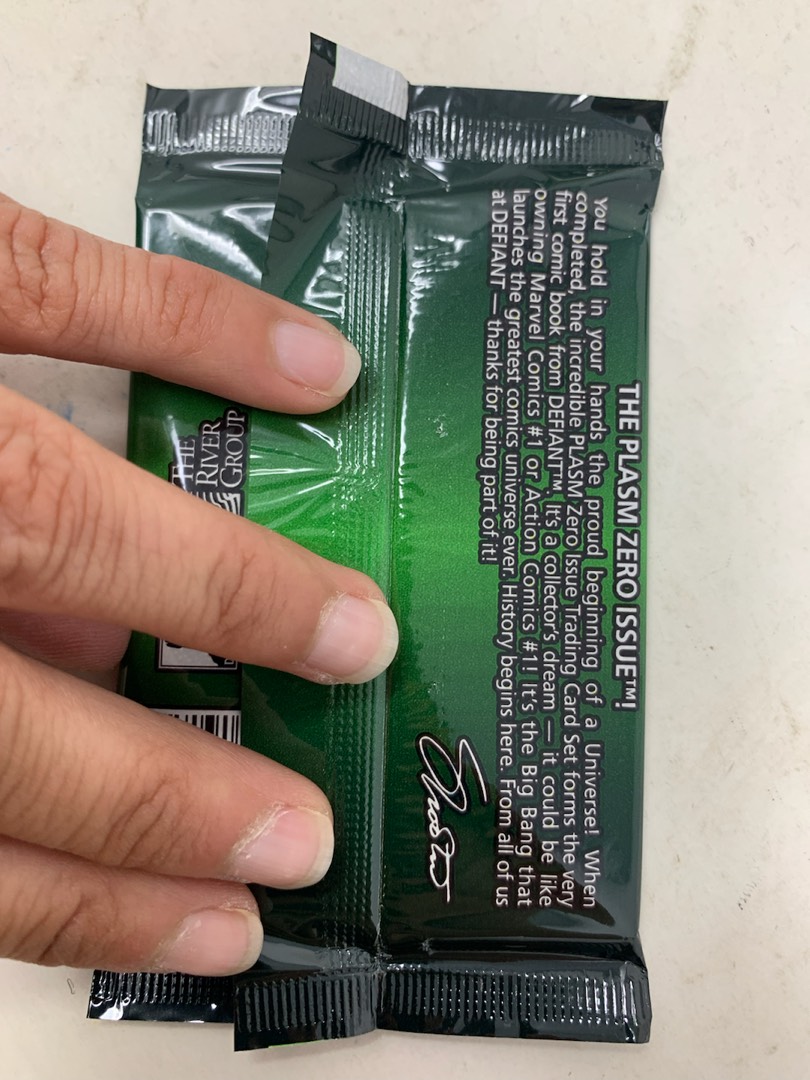 THE PLASM ZERO ISSUE™!
You hold in your hands the proud beginning of a Universe! When
completed, the incredible PLASM Zero Issue Trading Card Set forms the very
first comic book from DEFIANT™. It's a collector's dream — it could be like
owning Marvel Comics #1 or Action Comics #1! It's the Big Bang that
launches the greatest comics universe ever. History begins here. From all of us
at DEFIANT — thanks for being part of it!
THE
RIVER
GROUP